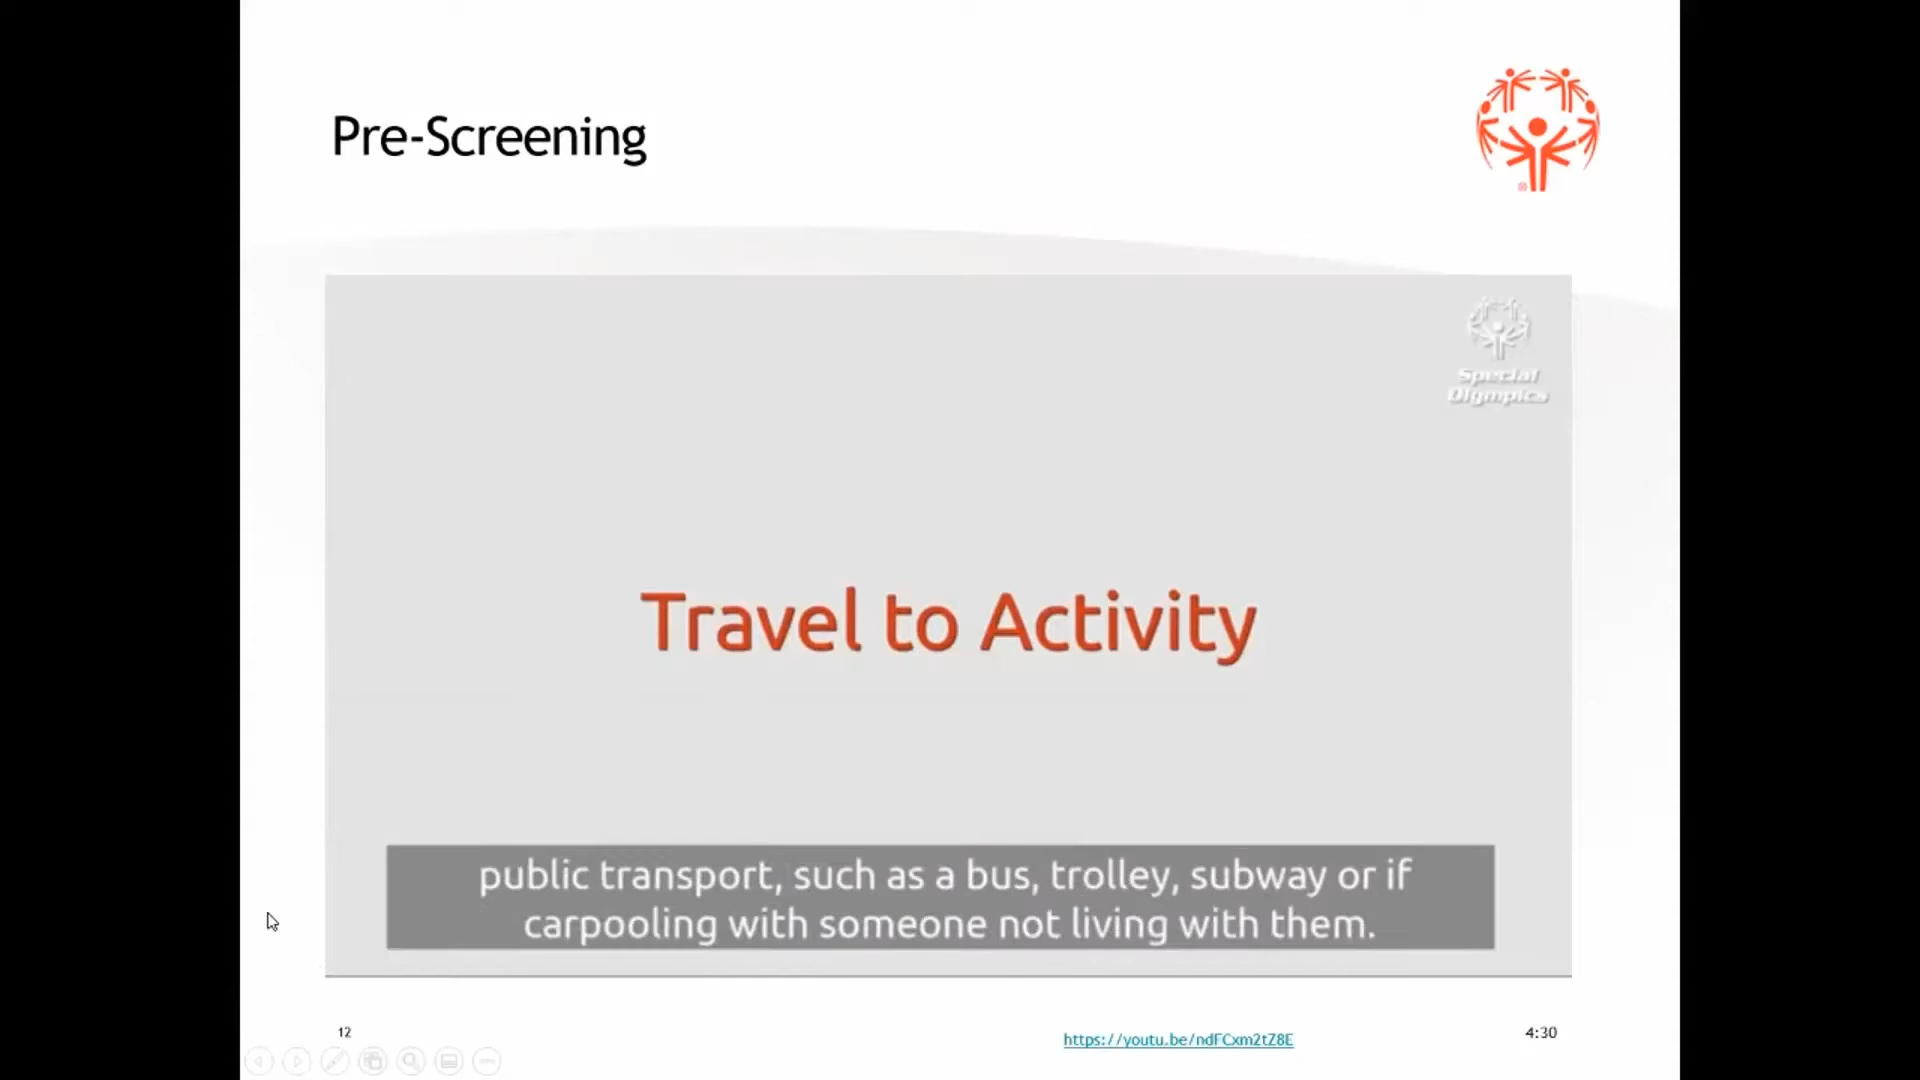 Pre-Screening
Special
Olympics
Travel to Activity
public transport, such as a bus, trolley, subway or if
carpooling with someone not living with them.
12
https://youtu.be/ndFCxm2tZ8E
4:30